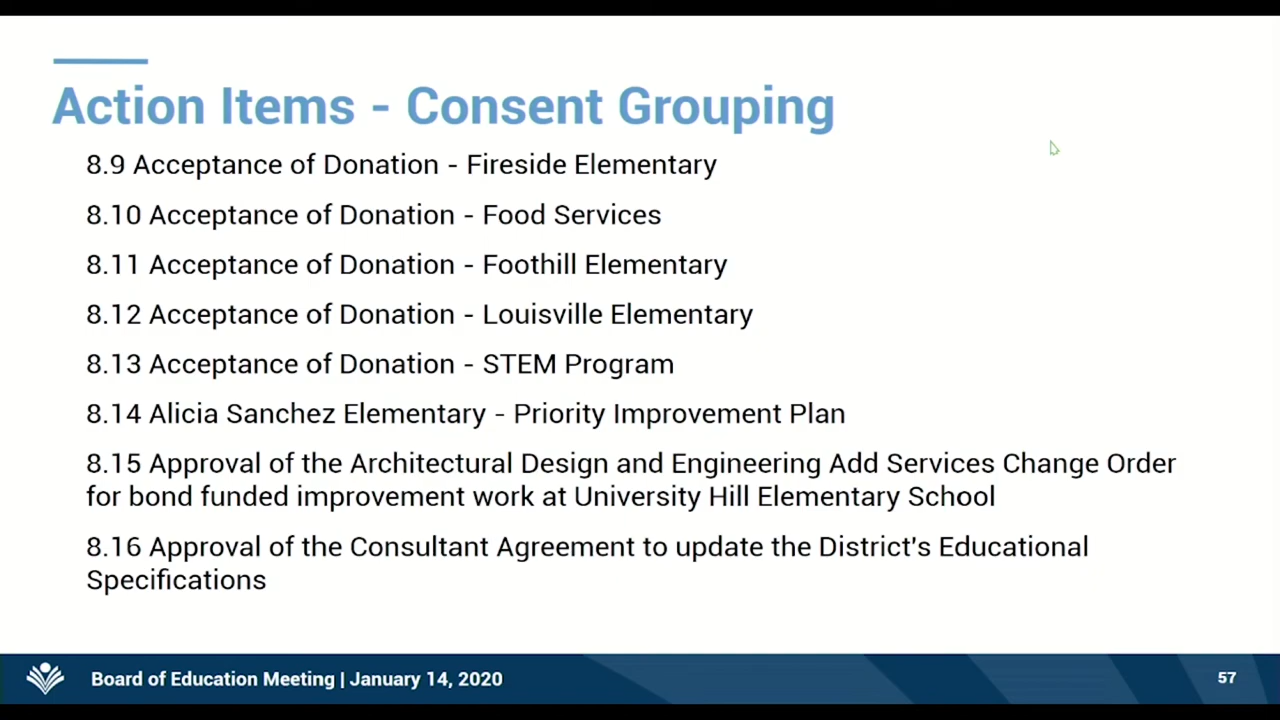 Action Items - Consent Grouping
8.9 Acceptance of Donation - Fireside Elementary
8.10 Acceptance of Donation - Food Services
8.11 Acceptance of Donation - Foothill Elementary
8.12 Acceptance of Donation - Louisville Elementary
8.13 Acceptance of Donation - STEM Program
8.14 Alicia Sanchez Elementary - Priority Improvement Plan
8.15 Approval of the Architectural Design and Engineering Add Services Change Order
for bond funded improvement work at University Hill Elementary School
8.16 Approval of the Consultant Agreement to update the District's Educational
Specifications
Board of Education Meeting | January 14, 2020
57